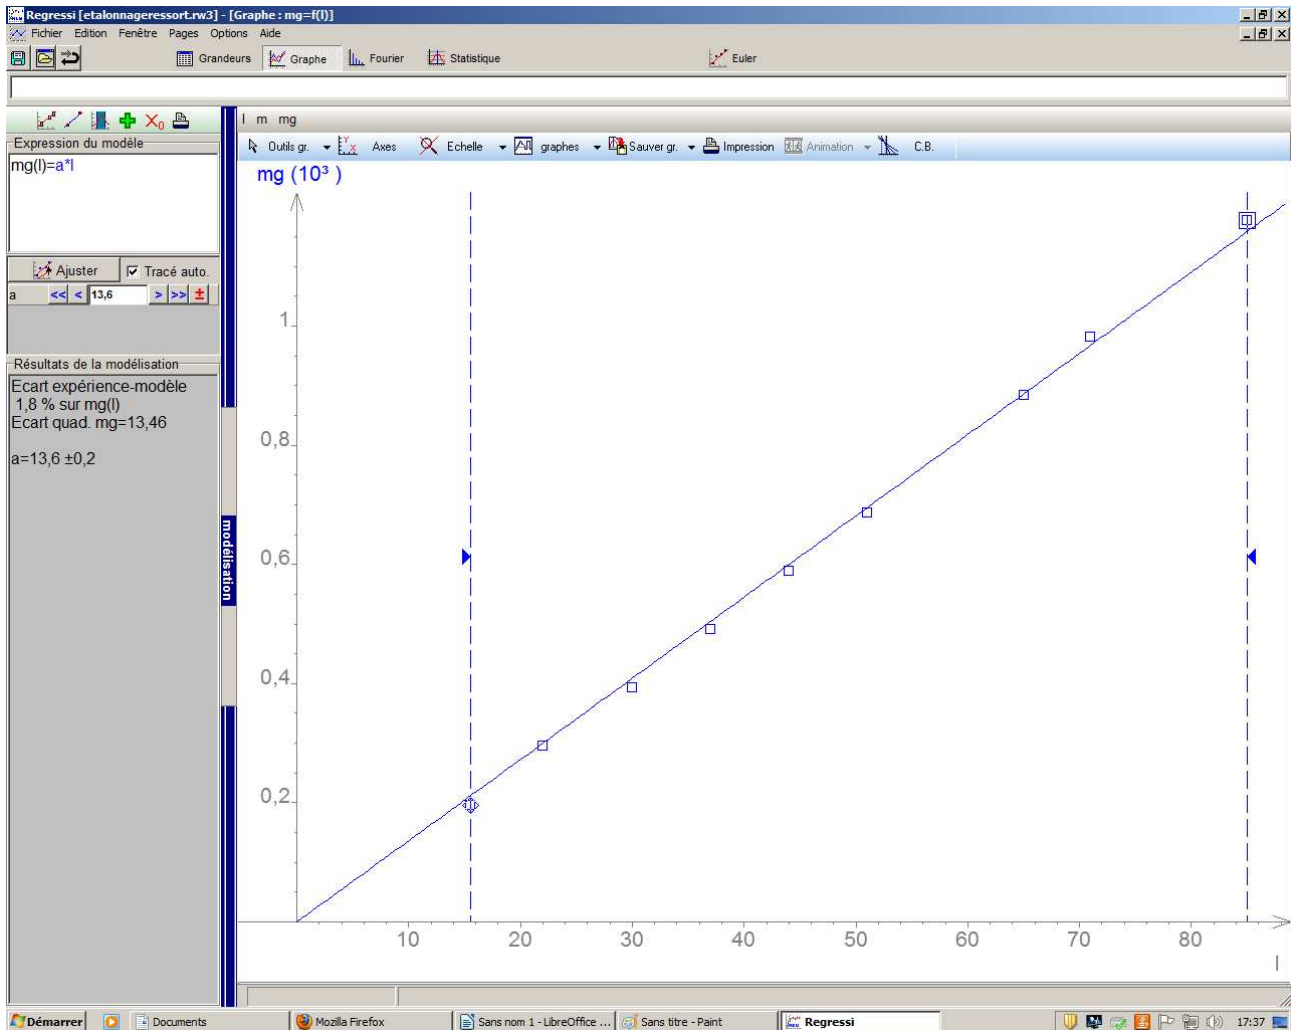 Regressi [etalonnageressort.rw3] - [Graphe : mg=f(l)]
Fichier Edition Fenêtre Pages Options Aide
Grandeurs Graphe Fourier Statistique Euler
l m mg
Expression du modèle
Outils gr. Axes Echelle graphes Sauver gr. Impression Animation C.B.
mg(l)=a*l
mg (10³ )
Ajuster Tracé auto.
a << < 13,6 > >> ±
Résultats de la modélisation
Ecart expérience-modèle
1,8 % sur mg(l)
Ecart quad. mg=13,46
a=13,6 ±0,2
modélisation
1
0,8
0,6
0,4
0,2
10 20 30 40 50 60 70 80
l
Démarrer Documents Mozilla Firefox Sans nom 1 - LibreOffice ... Sans titre - Paint Regressi 17:37